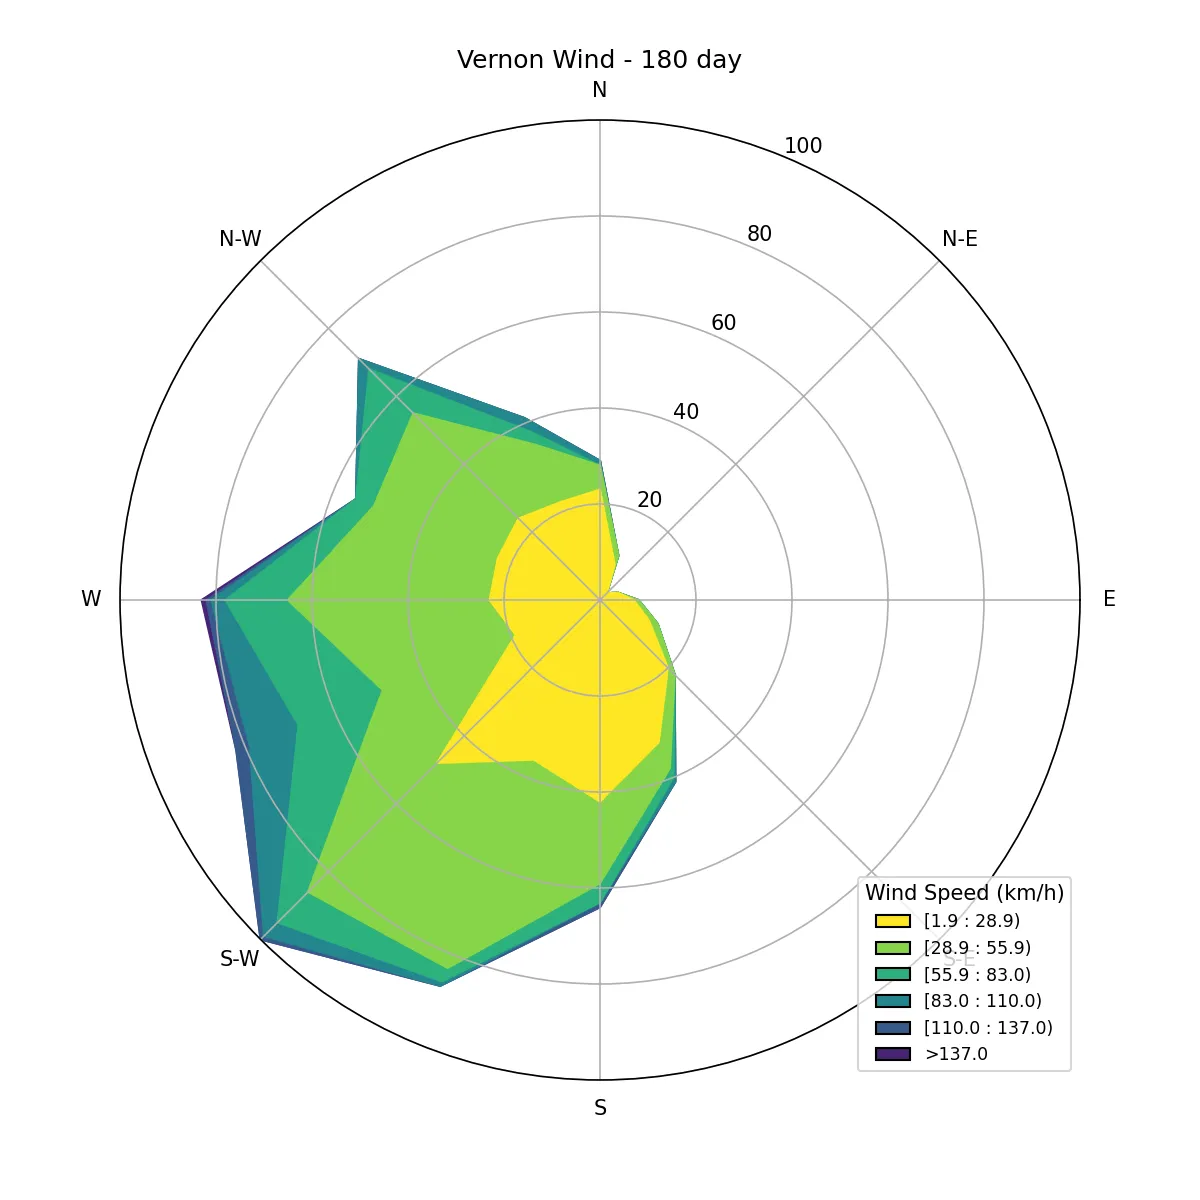 Vernon Wind - 180 day
N
100
N-W
N-E
80
60
40
20
W
E
S-W
S-E
Wind Speed (km/h)
[1.9 : 28.9)
[28.9 : 55.9)
[55.9 : 83.0)
[83.0 : 110.0)
[110.0 : 137.0)
>137.0
S